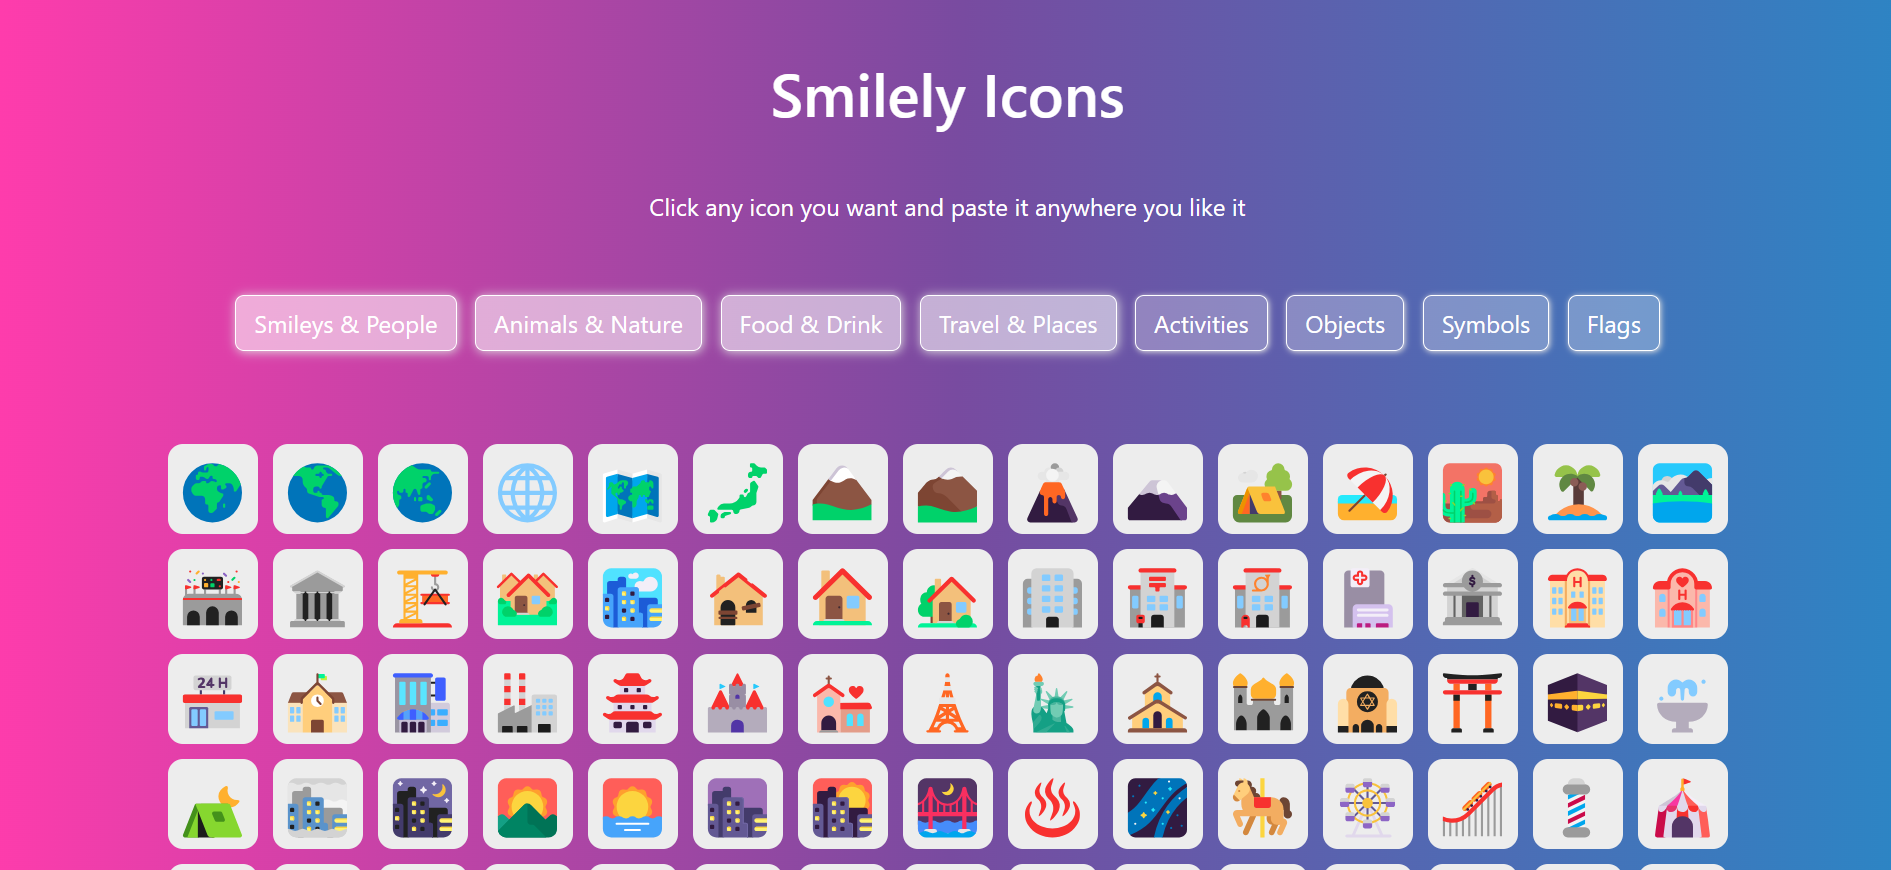 Smilely Icons
Click any icon you want and paste it anywhere you like it
Smileys & People Animals & Nature Food & Drink Travel & Places Activities Objects Symbols Flags
$ H H
24 H